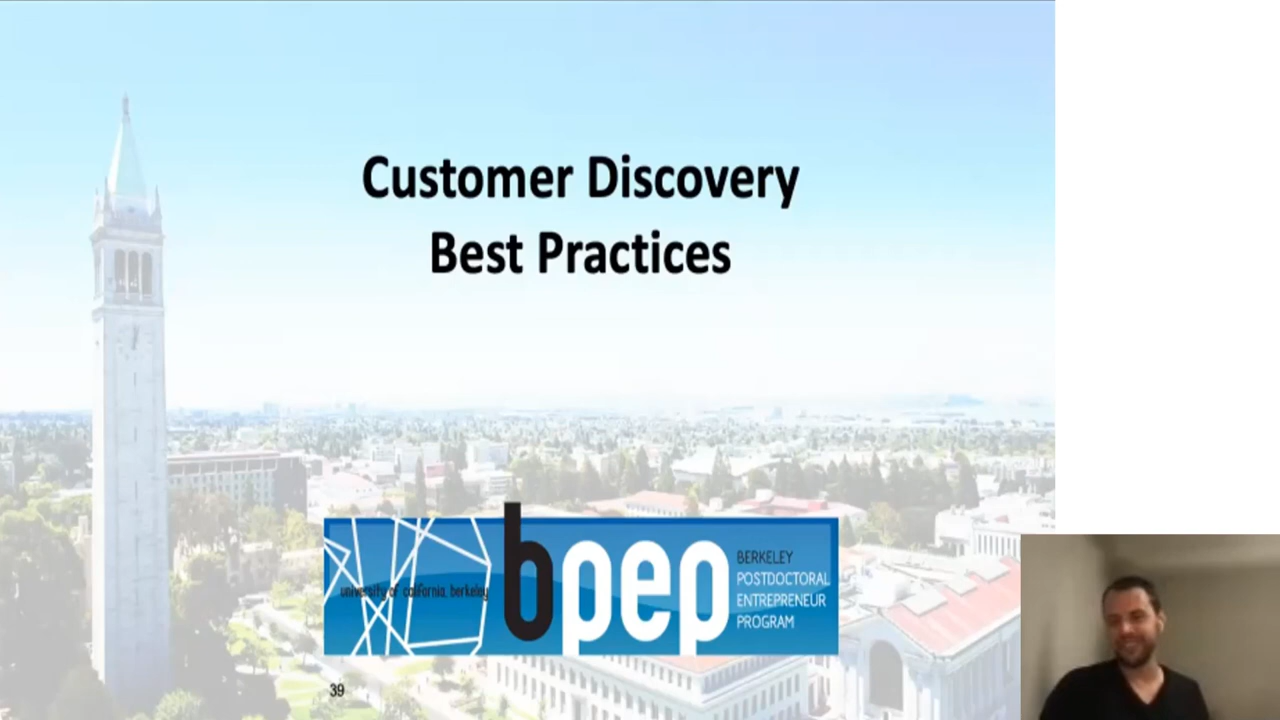 Customer Discovery
Best Practices
university of california, berkeley
bpep
BERKELEY
POSTDOCTORAL
ENTREPRENEUR
PROGRAM
39